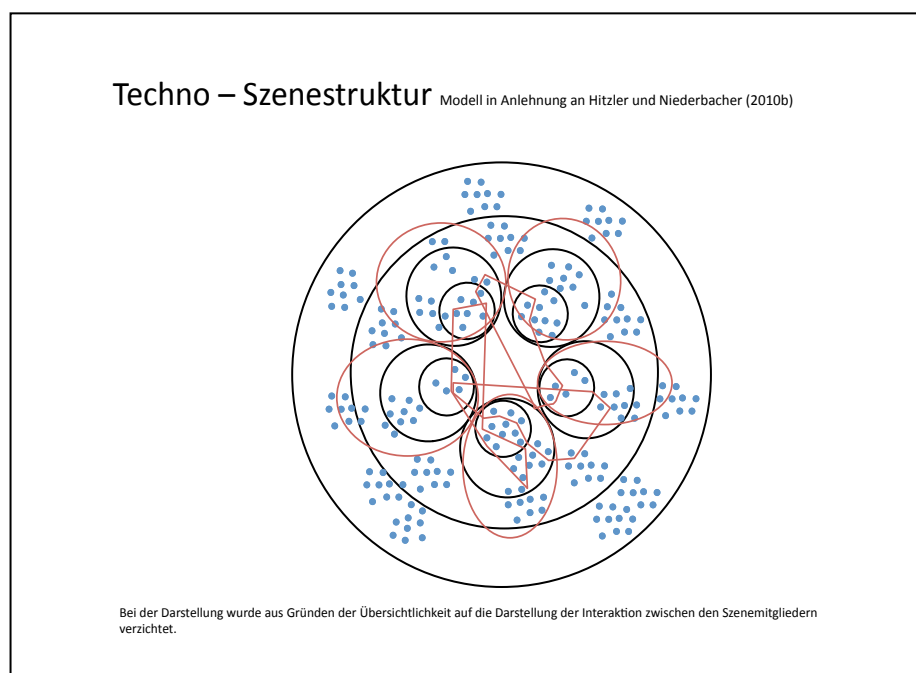 Techno – Szenestruktur Modell in Anlehnung an Hitzler und Niederbacher (2010b)
Bei der Darstellung wurde aus Gründen der Übersichtlichkeit auf die Darstellung der Interaktion zwischen den Szenemitgliedern
verzichtet.